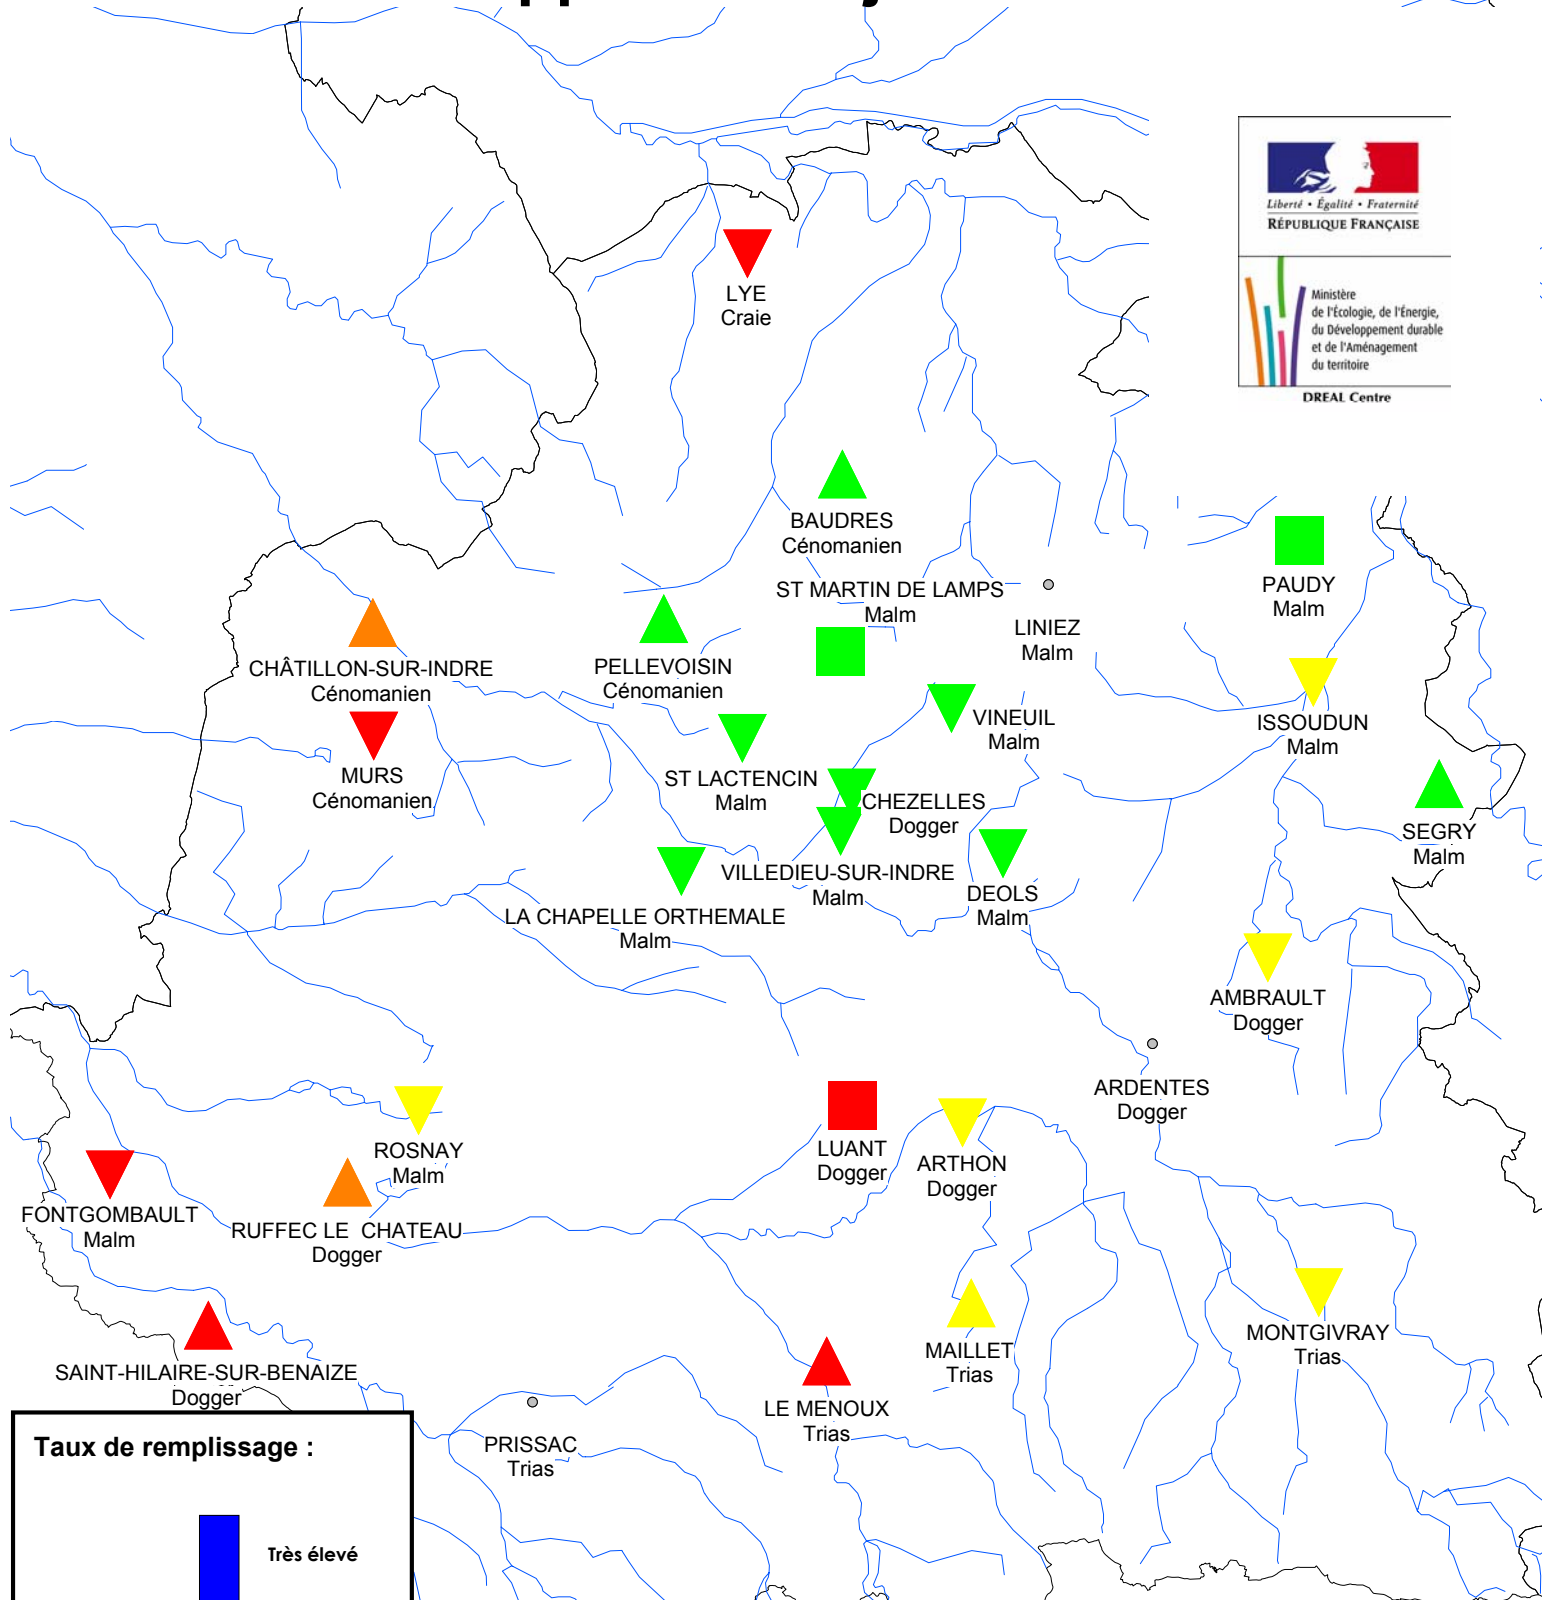 Liberté • Égalité • Fraternité
RÉPUBLIQUE FRANÇAISE
Ministère
de l'Écologie, de l'Énergie,
du Développement durable
et de l'Aménagement
du territoire
DREAL Centre
LYE
Craie
BAUDRES
Cénomanien
ST MARTIN DE LAMPS
Malm
LINIEZ
Malm
PAUDY
Malm
CHÂTILLON-SUR-INDRE
Cénomanien
PELLEVOISIN
Cénomanien
VINEUIL
Malm
ISSOUDUN
Malm
MURS
Cénomanien
ST LACTENCIN
Malm
CHEZELLES
Dogger
SEGRY
Malm
VILLEDIEU-SUR-INDRE
Malm
DEOLS
Malm
LA CHAPELLE ORTHEMALE
Malm
AMBRAULT
Dogger
ARDENTES
Dogger
ROSNAY
Malm
LUANT
Dogger
ARTHON
Dogger
FONTGOMBAULT
Malm
RUFFEC LE CHATEAU
Dogger
MAILLET
Trias
MONTGIVRAY
Trias
SAINT-HILAIRE-SUR-BENAIZE
Dogger
LE MENOUX
Trias
PRISSAC
Trias
Taux de remplissage :
Très élevé